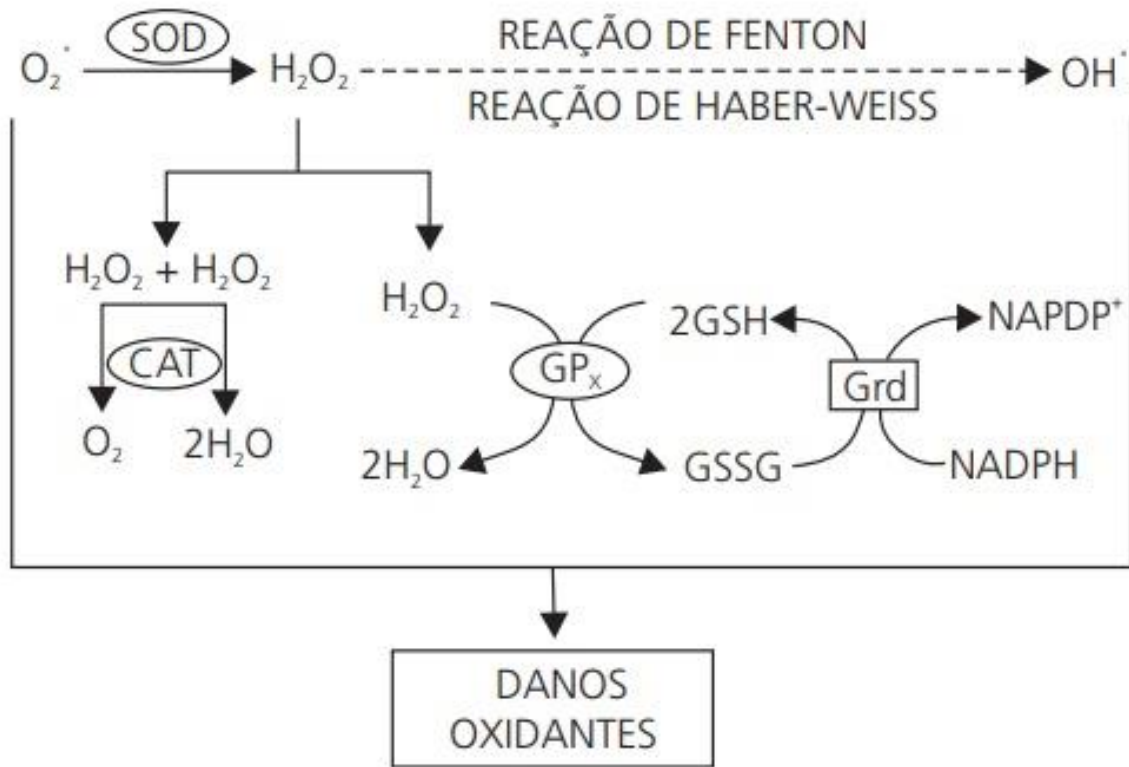 SOD
REAÇÃO DE FENTON
O₂˙ H₂O₂ OH˙
REAÇÃO DE HABER-WEISS
H₂O₂ + H₂O₂
H₂O₂ 2GSH NAPDP⁺
CAT GPₓ Grd
O₂ 2H₂O 2H₂O GSSG NADPH
DANOS
OXIDANTES